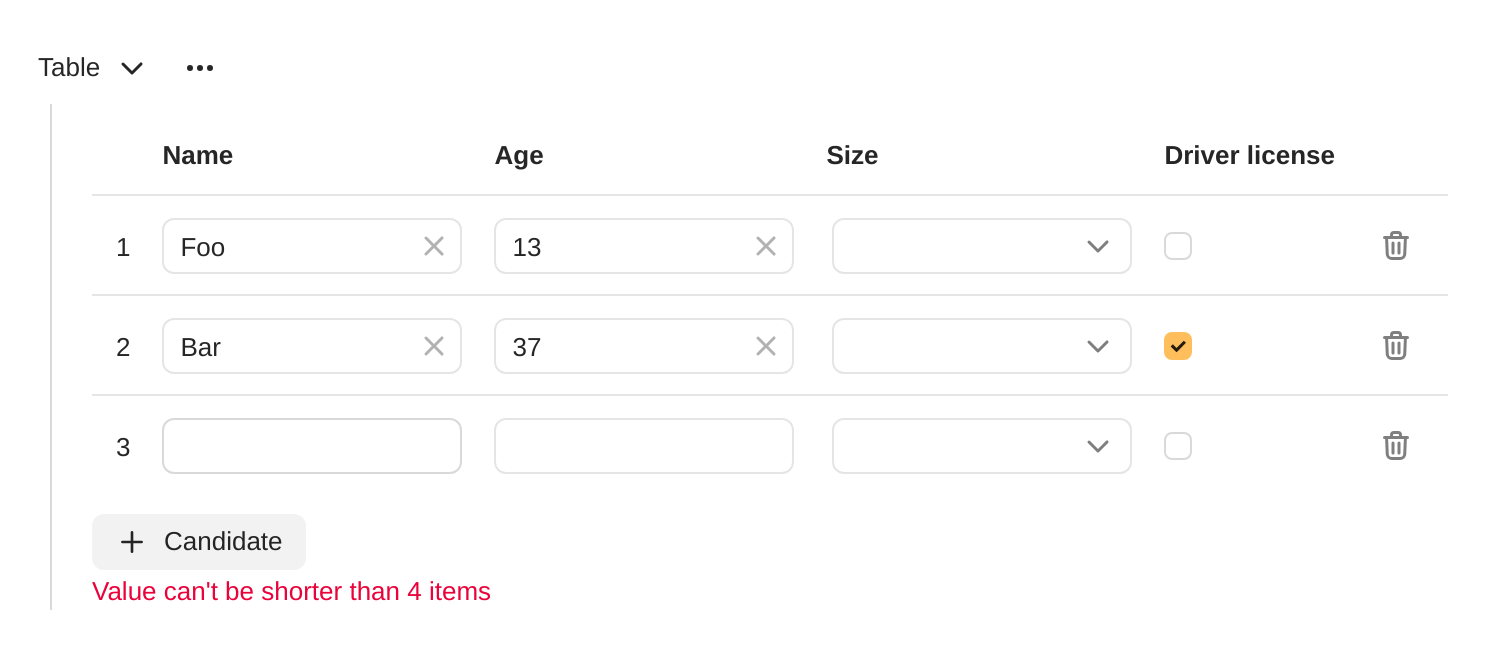 Table
Name Age Size Driver license
1 Foo 13
2 Bar 37
3
Candidate
Value can't be shorter than 4 items